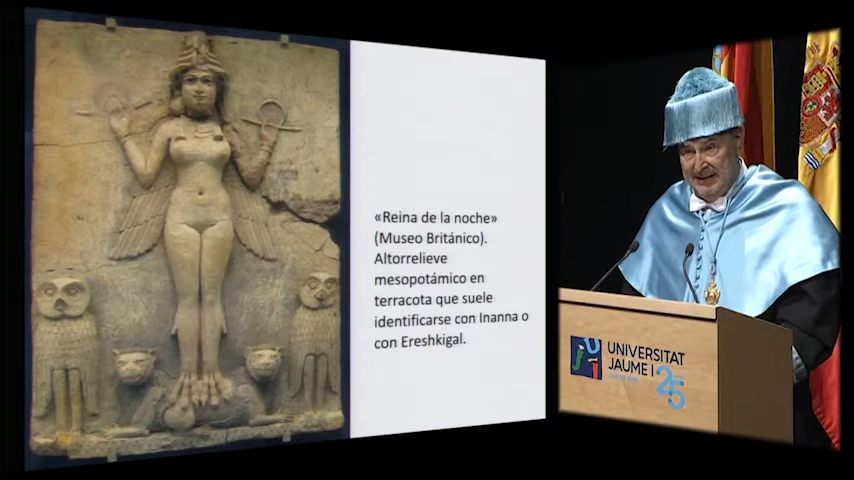 «Reina de la noche»
(Museo Británico).
Altorrelieve
mesopotámico en
terracota que suele
identificarse con Inanna o
con Ereshkigal.
UNIVERSITAT
JAUME I
25